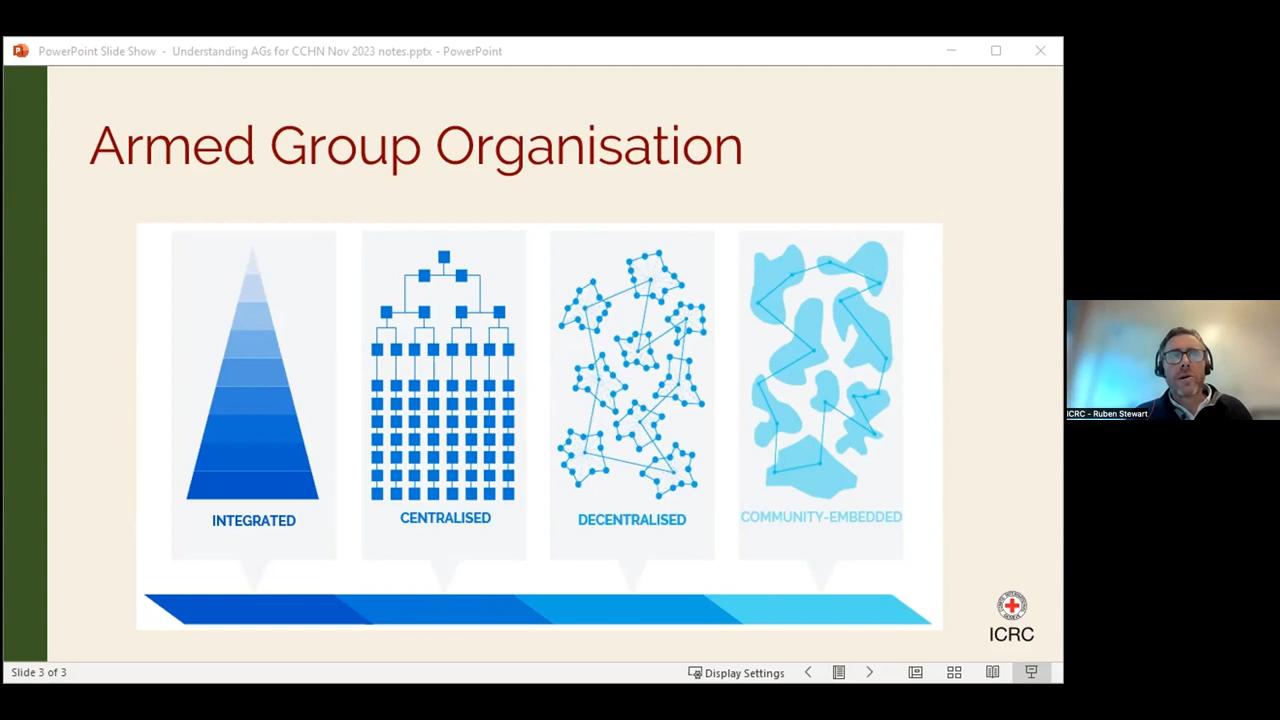 PowerPoint Slide Show - Understanding AGs for CCHN Nov 2023 notes.pptx - PowerPoint
Armed Group Organisation
INTEGRATED
CENTRALISED
DECENTRALISED
COMMUNITY-EMBEDDED
ICRC
ICRC - Ruben Stewart
Slide 3 of 3
Display Settings